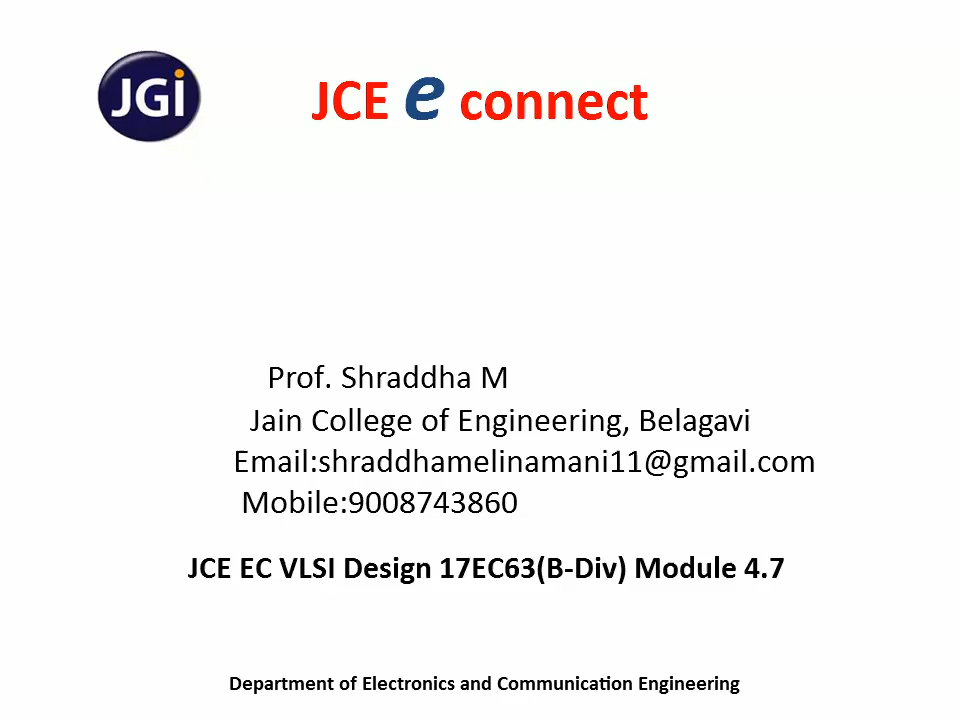 JGi
JCE e connect
Prof. Shraddha M
Jain College of Engineering, Belagavi
Email:shraddhamelinamani11@gmail.com
Mobile:9008743860
JCE EC VLSI Design 17EC63(B-Div) Module 4.7
Department of Electronics and Communication Engineering